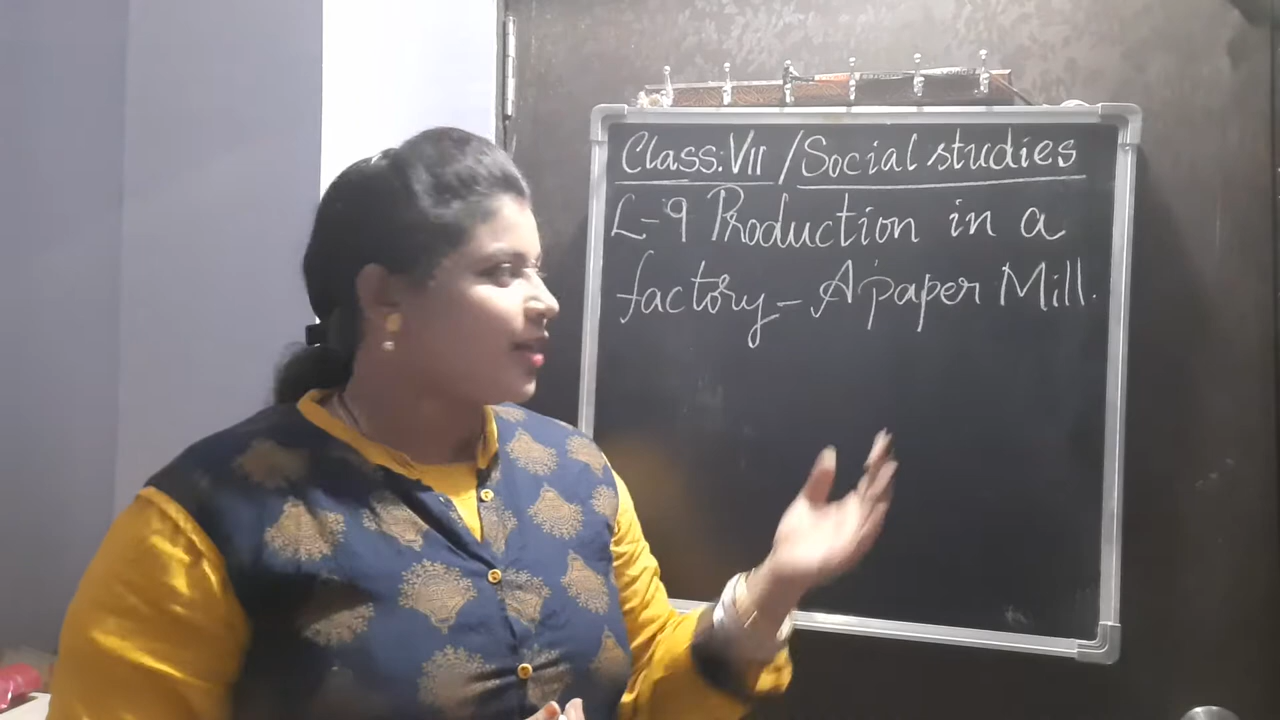 Class: VII / Social studies
L-9 Production in a
factory - A paper Mill.